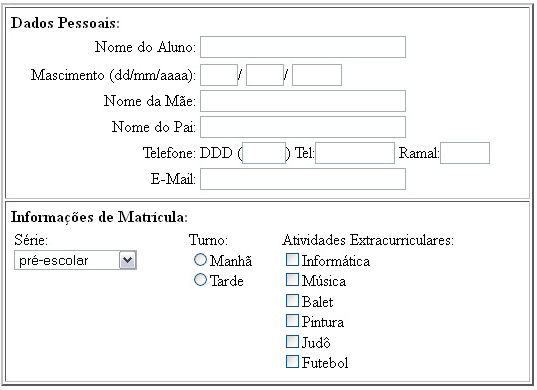 Dados Pessoais:
Nome do Aluno:
Mascimento (dd/mm/aaaa): / /
Nome da Mãe:
Nome do Pai:
Telefone: DDD ( ) Tel: Ramal:
E-Mail:
Informações de Matrícula:
Série: Turno: Atividades Extracurriculares:
pré-escolar Manhã Informática
Tarde Música
Balet
Pintura
Judô
Futebol